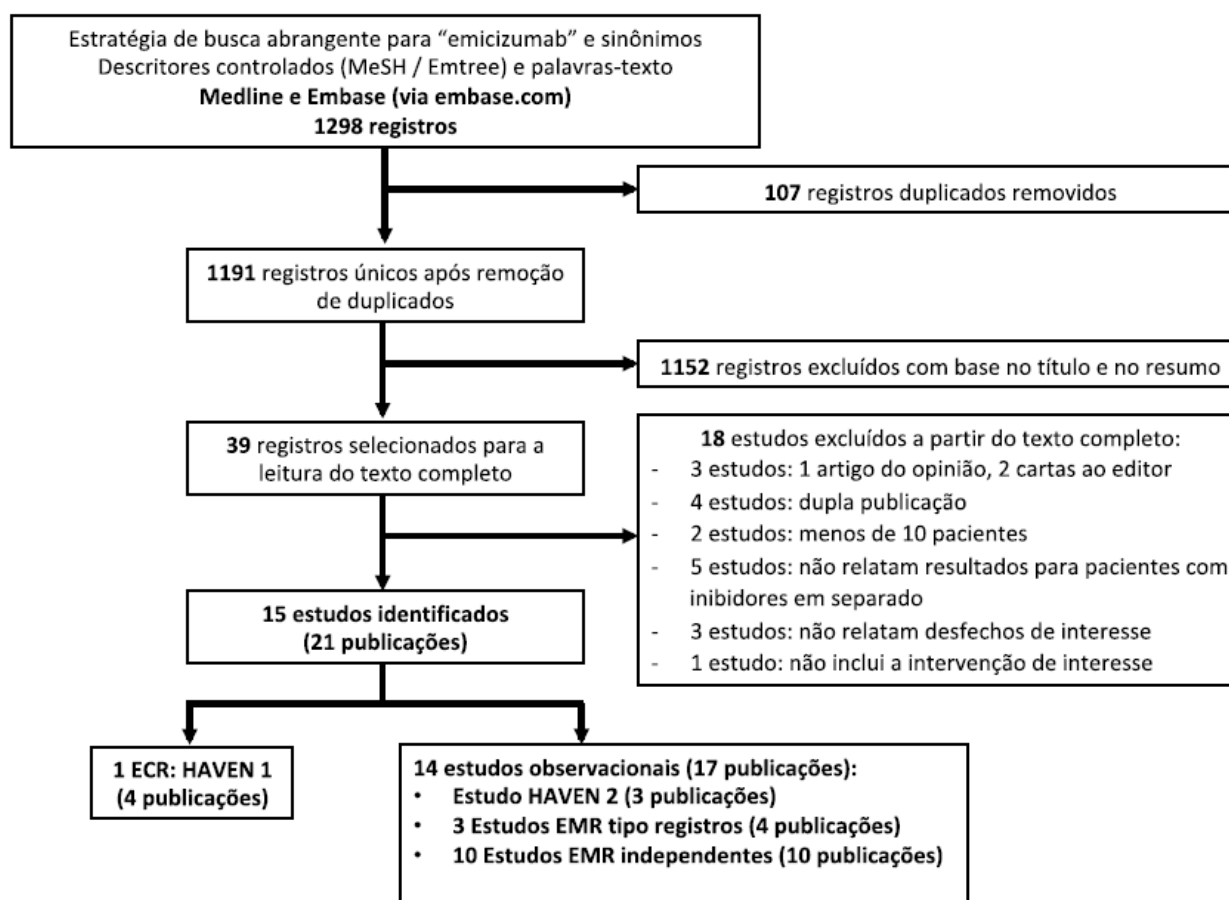 Estratégia de busca abrangente para “emicizumab” e sinônimos
Descritores controlados (MeSH / Emtree) e palavras-texto
Medline e Embase (via embase.com)
1298 registros
107 registros duplicados removidos
1191 registros únicos após remoção
de duplicados
1152 registros excluídos com base no título e no resumo
39 registros selecionados para a
leitura do texto completo
18 estudos excluídos a partir do texto completo:
- 3 estudos: 1 artigo do opinião, 2 cartas ao editor
- 4 estudos: dupla publicação
- 2 estudos: menos de 10 pacientes
- 5 estudos: não relatam resultados para pacientes com
inibidores em separado
- 3 estudos: não relatam desfechos de interesse
- 1 estudo: não inclui a intervenção de interesse
15 estudos identificados
(21 publicações)
1 ECR: HAVEN 1
(4 publicações)
14 estudos observacionais (17 publicações):
• Estudo HAVEN 2 (3 publicações)
• 3 Estudos EMR tipo registros (4 publicações)
• 10 Estudos EMR independentes (10 publicações)